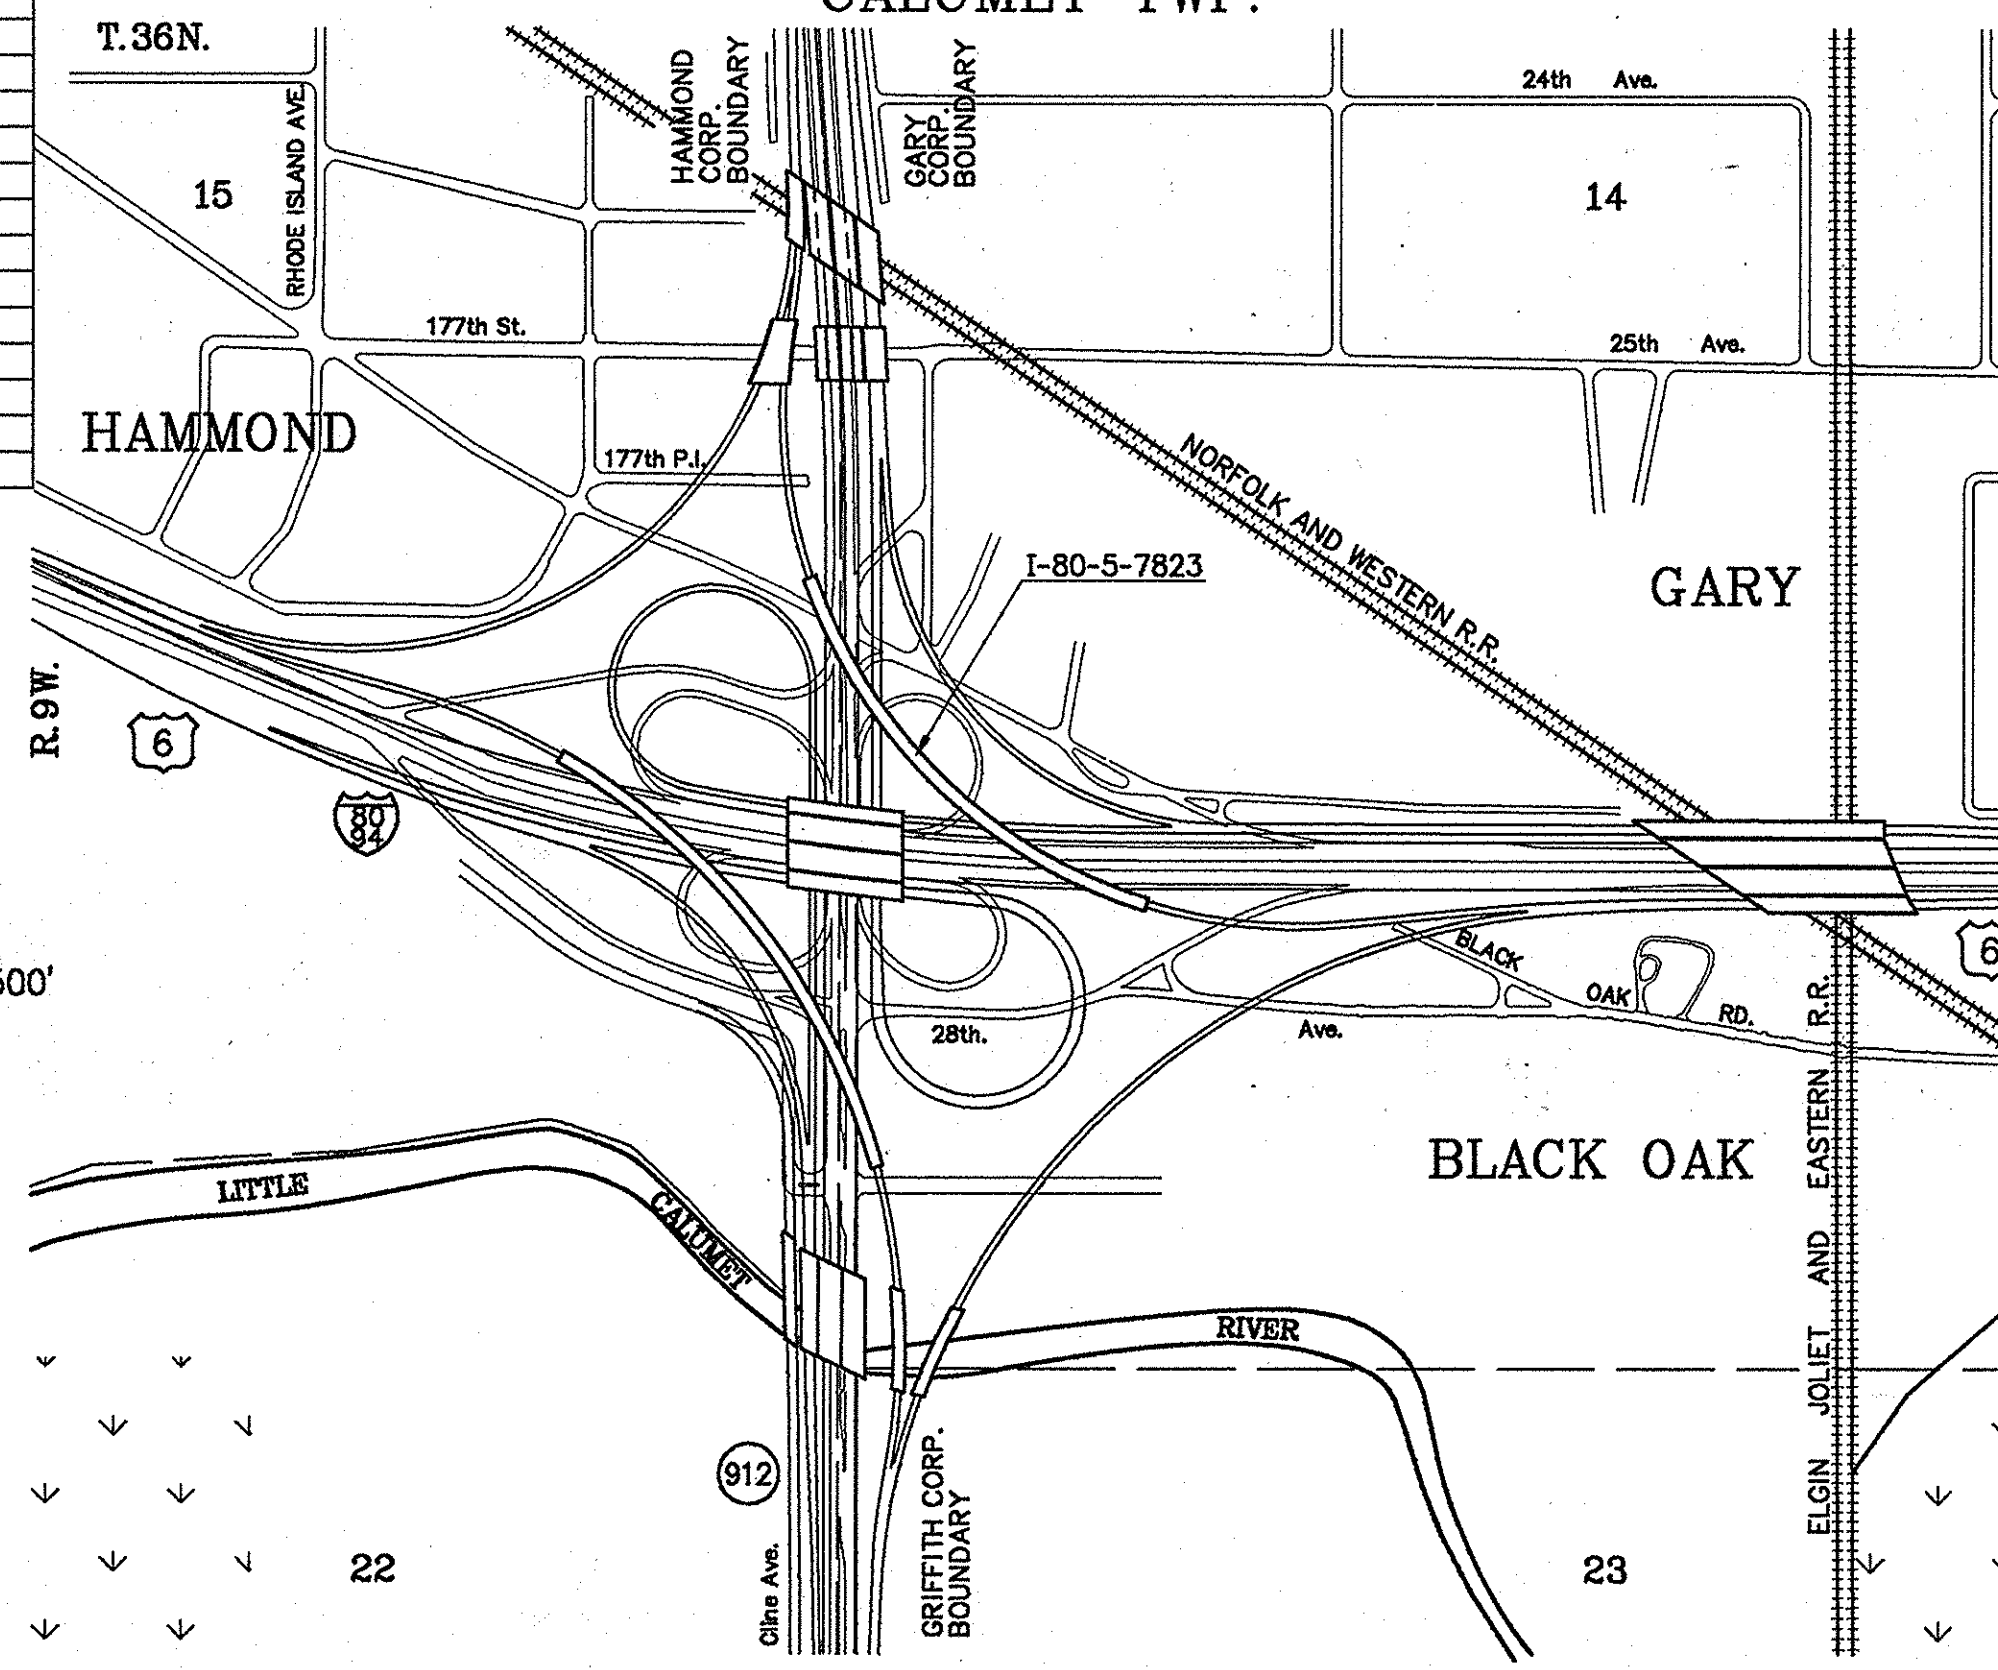 CALUMET TWP.
T.36N.
HAMMOND
CORP.
BOUNDARY
GARY
CORP.
BOUNDARY
24th Ave.
RHODE ISLAND AVE.
15
14
177th St.
25th Ave.
HAMMOND
177th P.l.
NORFOLK AND WESTERN R.R.
I-80-5-7823
GARY
R.9W.
6
80
94
BLACK OAK RD.
6
600'
28th. Ave.
BLACK OAK
LITTLE CALUMET RIVER
ELGIN JOLIET AND EASTERN R.R.
912
Cline Ave.
GRIFFITH CORP.
BOUNDARY
22
23